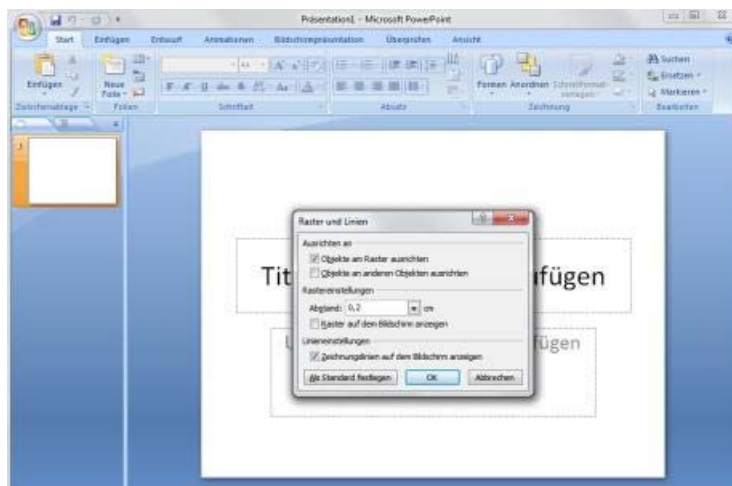 Präsentation1 - Microsoft PowerPoint
Start Einfügen Entwurf Animationen Bildschirmpräsentation Überprüfen Ansicht
Suchen
Ersetzen
Einfügen Neue Folie Formen Anordnen Markieren
Zwischenablage Folien Schriftart Absatz Zeichnung Bearbeiten
1
Raster und Linien
Ausrichten an
Objekte am Raster ausrichten
Objekte an anderen Objekten ausrichten
Tit ufügen
Rastereinstellungen
Abstand: 0,2 cm
Raster auf dem Bildschirm anzeigen
U fügen
Linieneinstellungen
Zeichnungslinien auf dem Bildschirm anzeigen
Als Standard festlegen OK Abbrechen